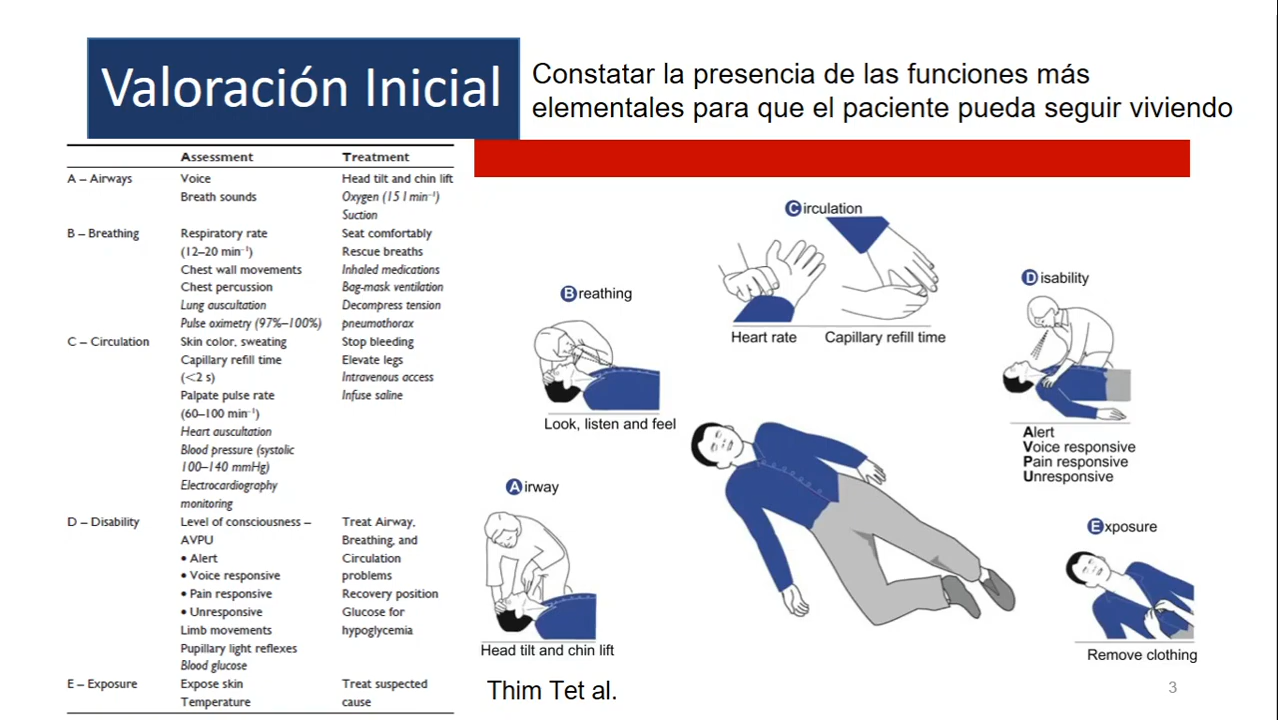 Valoración Inicial
Constatar la presencia de las funciones más
elementales para que el paciente pueda seguir viviendo
Assessment Treatment
A – Airways Voice Head tilt and chin lift
Breath sounds Oxygen (15 l min⁻¹)
Suction
B – Breathing Respiratory rate Seat comfortably
(12–20 min⁻¹) Rescue breaths
Chest wall movements Inhaled medications
Chest percussion Bag-mask ventilation
Lung auscultation Decompress tension
Pulse oximetry (97%–100%) pneumothorax
C – Circulation Skin color, sweating Stop bleeding
Capillary refill time Elevate legs
(<2 s) Intravenous access
Palpate pulse rate Infuse saline
(60–100 min⁻¹)
Heart auscultation
Blood pressure (systolic
100–140 mmHg)
Electrocardiography
monitoring
D – Disability Level of consciousness – Treat Airway,
AVPU Breathing, and
• Alert Circulation
• Voice responsive problems
• Pain responsive Recovery position
• Unresponsive Glucose for
Limb movements hypoglycemia
Pupillary light reflexes
Blood glucose
E – Exposure Expose skin Treat suspected
Temperature cause
Circulation
Heart rate Capillary refill time
Breathing
Look, listen and feel
Disability
Alert
Voice responsive
Pain responsive
Unresponsive
Airway
Head tilt and chin lift
Exposure
Remove clothing
Thim Tet al.
3